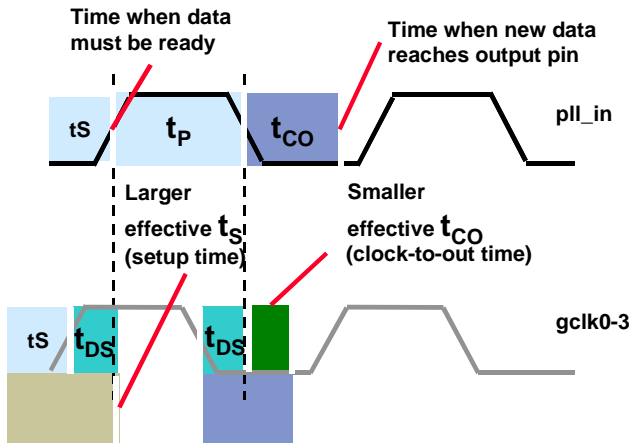 Time when data
must be ready
Time when new data
reaches output pin
tS
tP
tCO
pll_in
Larger
effective tS
(setup time)
Smaller
effective tCO
(clock-to-out time)
tS
tDS
tDS
gclk0-3